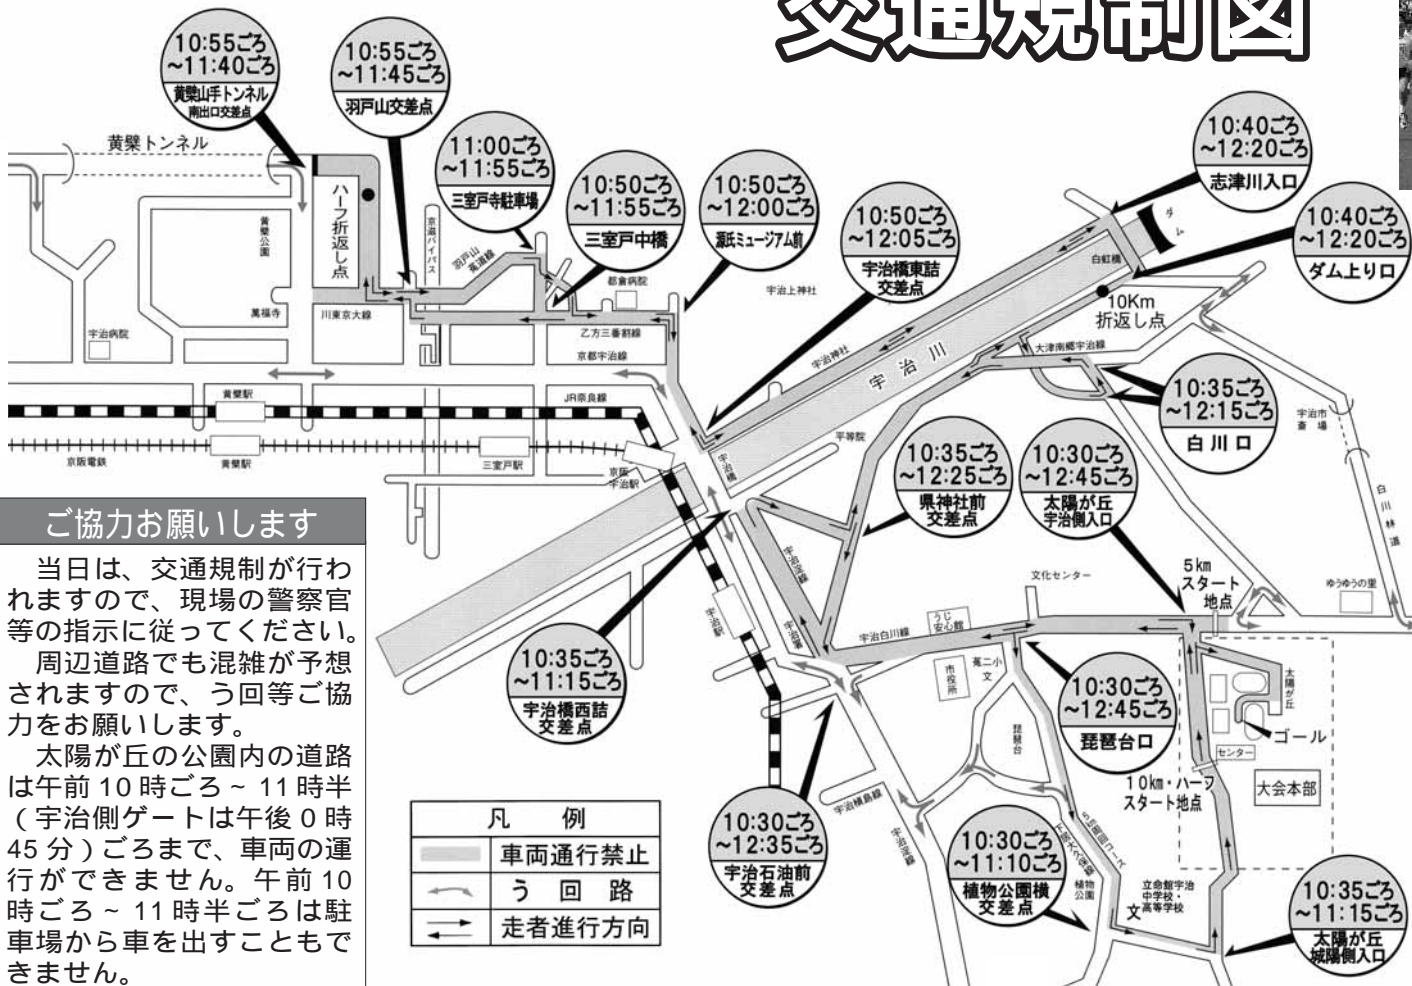 交通規制図
10:55ごろ
～11:40ごろ
黄檗山手トンネル
南出口交差点
10:55ごろ
～11:45ごろ
羽戸山交差点
11:00ごろ
～11:55ごろ
三室戸寺駐車場
10:50ごろ
～11:55ごろ
三室戸中橋
10:50ごろ
～12:00ごろ
源氏ミュージアム前
10:50ごろ
～12:05ごろ
宇治橋東詰
交差点
10:40ごろ
～12:20ごろ
志津川入口
10:40ごろ
～12:20ごろ
ダム上り口
黄檗トンネル
ハーフ折返し点
黄檗公園
京滋バイパス
羽戸山
菟道線
都倉病院
宇治上神社
白虹橋
ダム
10Km
折返し点
萬福寺
川東京大線
乙方三番割線
宇治病院
京都宇治線
宇治神社
宇治川
大津南郷宇治線
黄檗駅
JR奈良線
京阪電鉄
黄檗駅
三室戸駅
京阪
宇治駅
宇治橋
平等院
10:35ごろ
～12:15ごろ
白川口
宇治市
斎場
白川林道
10:35ごろ
～12:25ごろ
県神社前
交差点
10:30ごろ
～12:45ごろ
太陽が丘
宇治側入口
ご協力お願いします
当日は、交通規制が行わ
れますので、現場の警察官
等の指示に従ってください。
周辺道路でも混雑が予想
されますので、う回等ご協
力をお願いします。
太陽が丘の公園内の道路
は午前10時ごろ～11時半
（宇治側ゲートは午後0時
45分）ごろまで、車両の運
行ができません。午前10
時ごろ～11時半ごろは駐
車場から車を出すこともで
きません。
宇治淀線
文化センター
5km
スタート
地点
ゆうゆうの里
宇治駅
うじ
安心館
宇治白川線
市役所
菟二小
文
10:35ごろ
～11:15ごろ
宇治橋西詰
交差点
10:30ごろ
～12:45ごろ
琵琶台口
太陽が丘
ゴール
センター
琵琶台
10km・ハーフ
スタート地点
大会本部
宇治槙島線
宇治淀線
凡例
車両通行禁止
う回路
走者進行方向
10:30ごろ
～12:35ごろ
宇治石油前
交差点
10:30ごろ
～11:10ごろ
植物公園横
交差点
5km周回コース
植物
公園
立命館宇治
中学校・
高等学校
文
10:35ごろ
～11:15ごろ
太陽が丘
城陽側入口